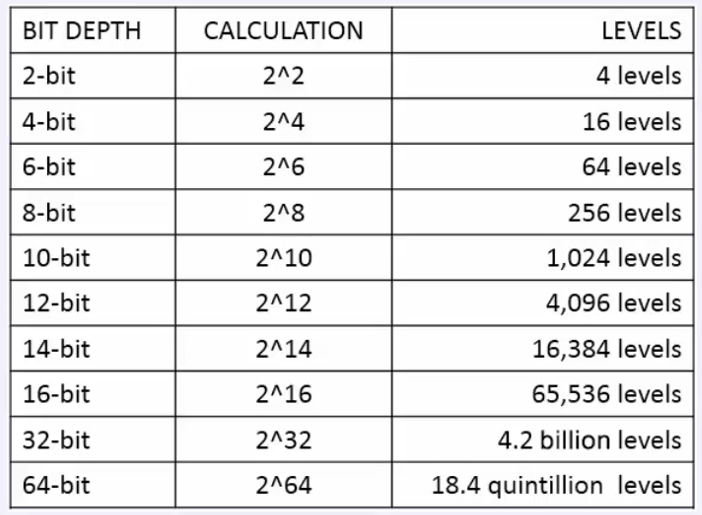 BIT DEPTH CALCULATION LEVELS
2-bit 2^2 4 levels
4-bit 2^4 16 levels
6-bit 2^6 64 levels
8-bit 2^8 256 levels
10-bit 2^10 1,024 levels
12-bit 2^12 4,096 levels
14-bit 2^14 16,384 levels
16-bit 2^16 65,536 levels
32-bit 2^32 4.2 billion levels
64-bit 2^64 18.4 quintillion levels